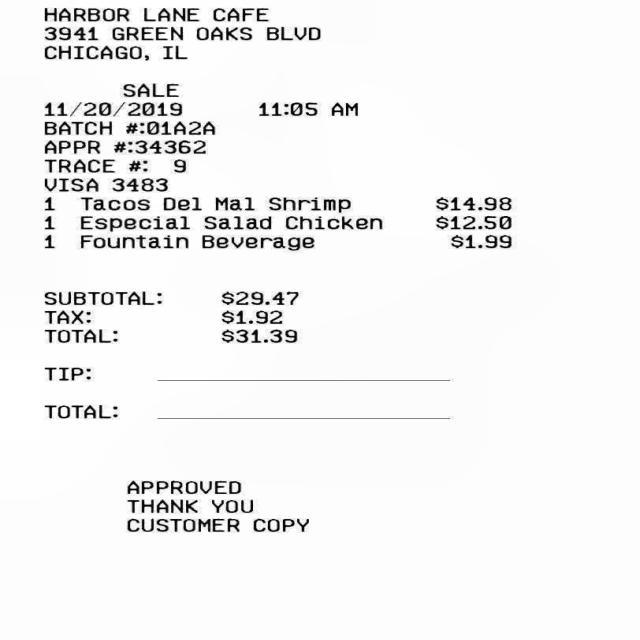 HARBOR LANE CAFE
3941 GREEN OAKS BLVD
CHICAGO, IL
SALE
11/20/2019 11:05 AM
BATCH #:01A2A
APPR #:34362
TRACE #: 9
VISA 3483
1 Tacos Del Mal Shrimp $14.98
1 Especial Salad Chicken $12.50
1 Fountain Beverage $1.99
SUBTOTAL: $29.47
TAX: $1.92
TOTAL: $31.39
TIP:
TOTAL:
APPROVED
THANK YOU
CUSTOMER COPY